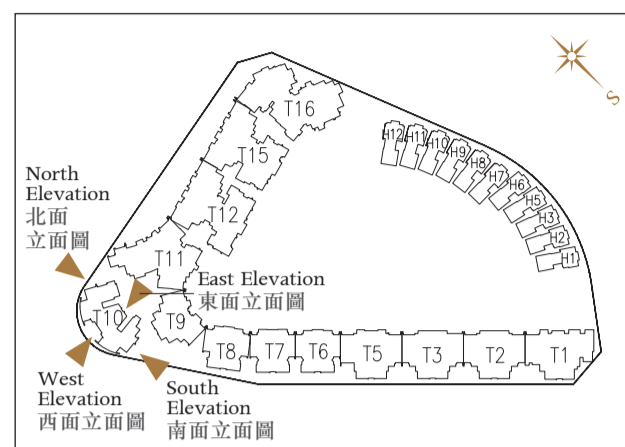 S
T16
H12
H11
H10
H9
H8
H7
H6
H5
H3
H2
H1
T15
T12
T11
North
Elevation
北面
立面圖
East Elevation
東面立面圖
T10
T9
T8
T7
T6
T5
T3
T2
T1
West
Elevation
西面立面圖
South
Elevation
南面立面圖